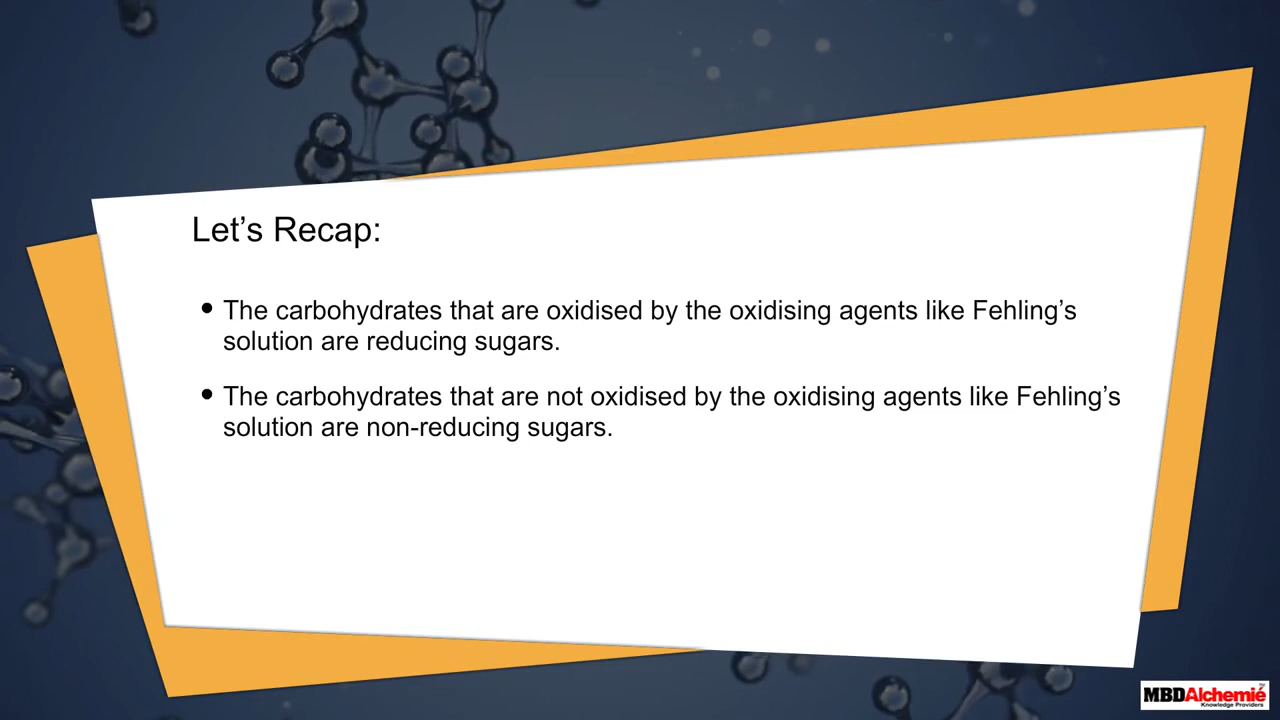 Let’s Recap:
• The carbohydrates that are oxidised by the oxidising agents like Fehling’s
solution are reducing sugars.
• The carbohydrates that are not oxidised by the oxidising agents like Fehling’s
solution are non-reducing sugars.
MBDAlchemié
Knowledge Providers